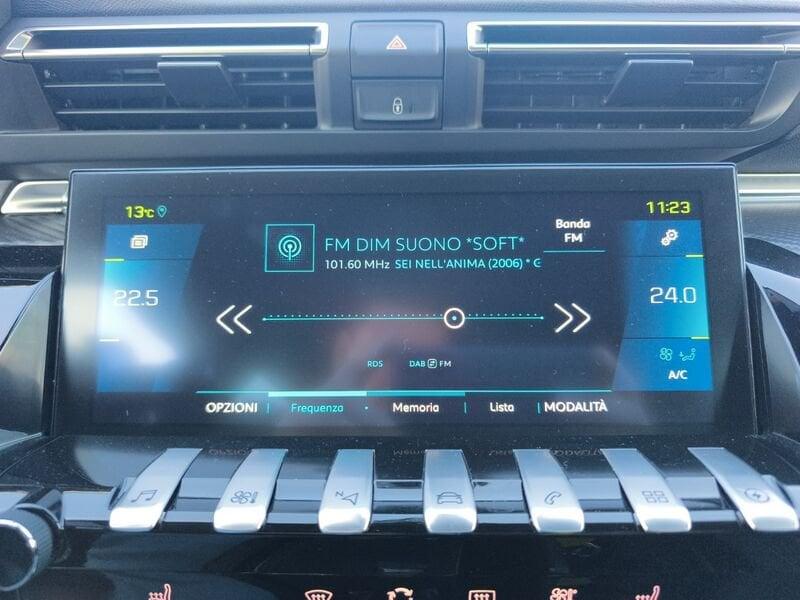 13°C
11:23
FM DIM SUONO *SOFT*
Banda
FM
101.60 MHz SEI NELL'ANIMA (2006) * G
22.5
24.0
RDS
DAB FM
A/C
OPZIONI
Frequenza
Memoria
Lista
MODALITÀ